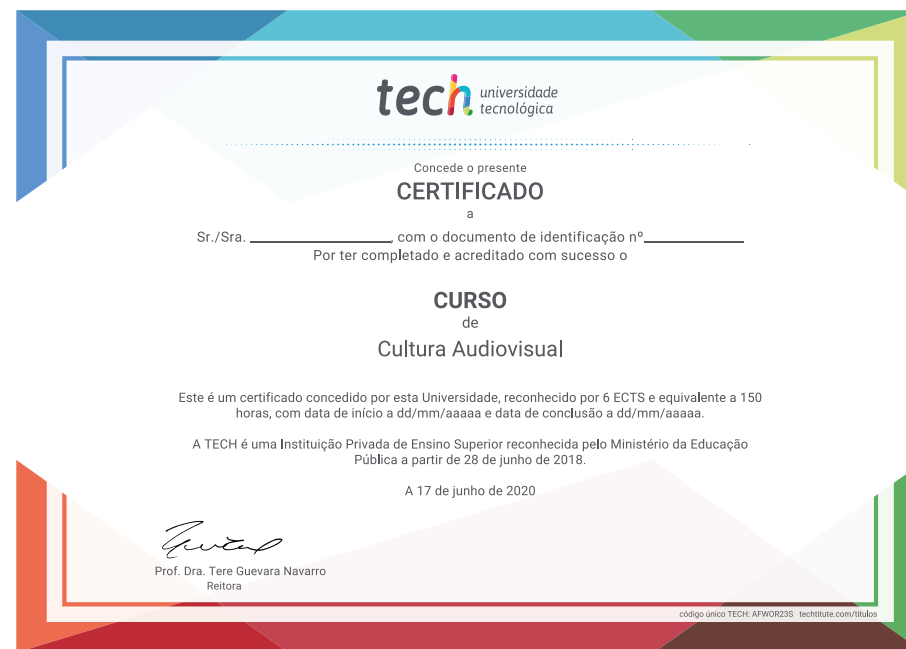 tech universidade
tecnológica
Concede o presente
CERTIFICADO
a
Sr./Sra. ________________, com o documento de identificação nº____________
Por ter completado e acreditado com sucesso o
CURSO
de
Cultura Audiovisual
Este é um certificado concedido por esta Universidade, reconhecido por 6 ECTS e equivalente a 150
horas, com data de início a dd/mm/aaaaa e data de conclusão a dd/mm/aaaaa.
A TECH é uma Instituição Privada de Ensino Superior reconhecida pelo Ministério da Educação
Pública a partir de 28 de junho de 2018.
A 17 de junho de 2020
Prof. Dra. Tere Guevara Navarro
Reitora
código único TECH: AFWOR23S techtitute.com/titulos